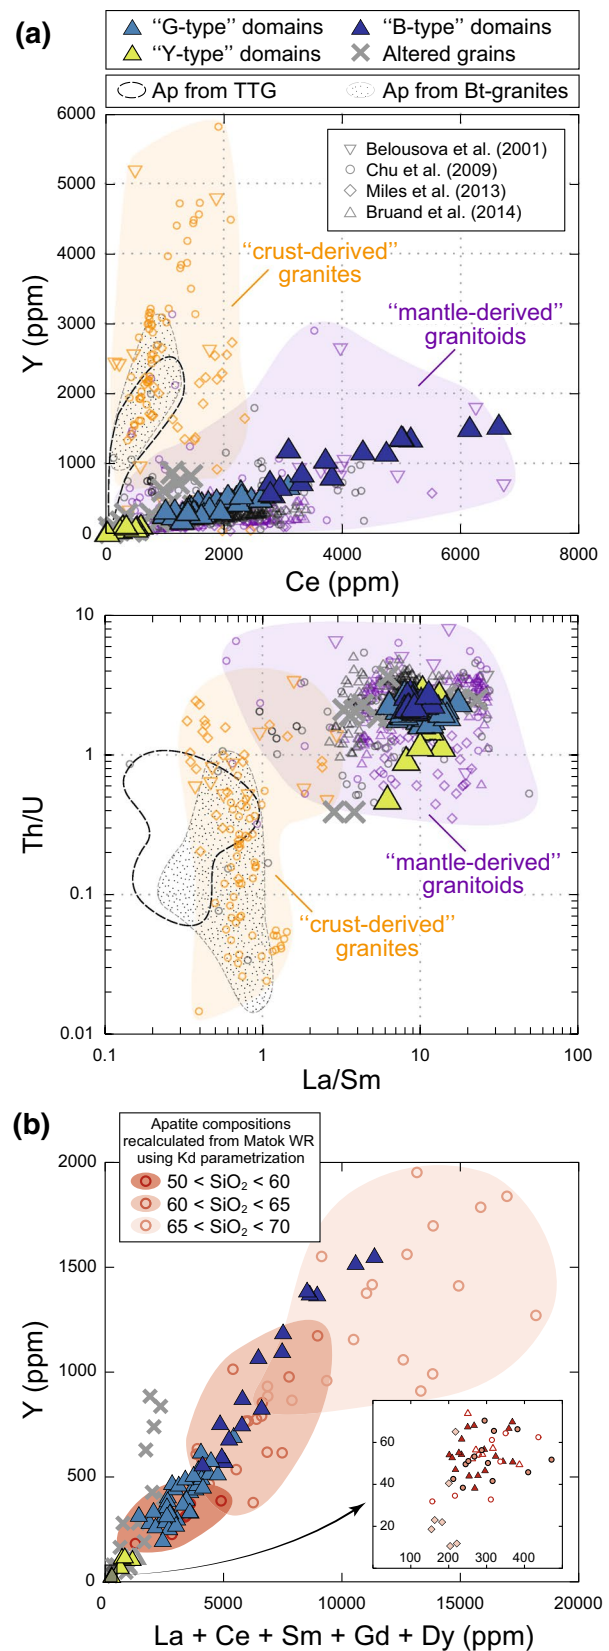 (a)
"G-type" domains
"B-type" domains
"Y-type" domains
Altered grains
Ap from TTG
Ap from Bt-granites
6000
5000
4000
3000
2000
1000
0
Y (ppm)
Belousova et al. (2001)
Chu et al. (2009)
Miles et al. (2013)
Bruand et al. (2014)
"crust-derived"
granites
"mantle-derived"
granitoids
0
2000
4000
6000
8000
Ce (ppm)
10
1
0.1
0.01
Th/U
"mantle-derived"
granitoids
"crust-derived"
granites
0.1
1
10
100
La/Sm
(b)
Apatite compositions
recalculated from Matok WR
using Kd parametrization
50 < SiO₂ < 60
60 < SiO₂ < 65
65 < SiO₂ < 70
2000
1500
1000
500
0
Y (ppm)
60
40
20
100
200
300
400
0
5000
10000
15000
20000
La + Ce + Sm + Gd + Dy (ppm)